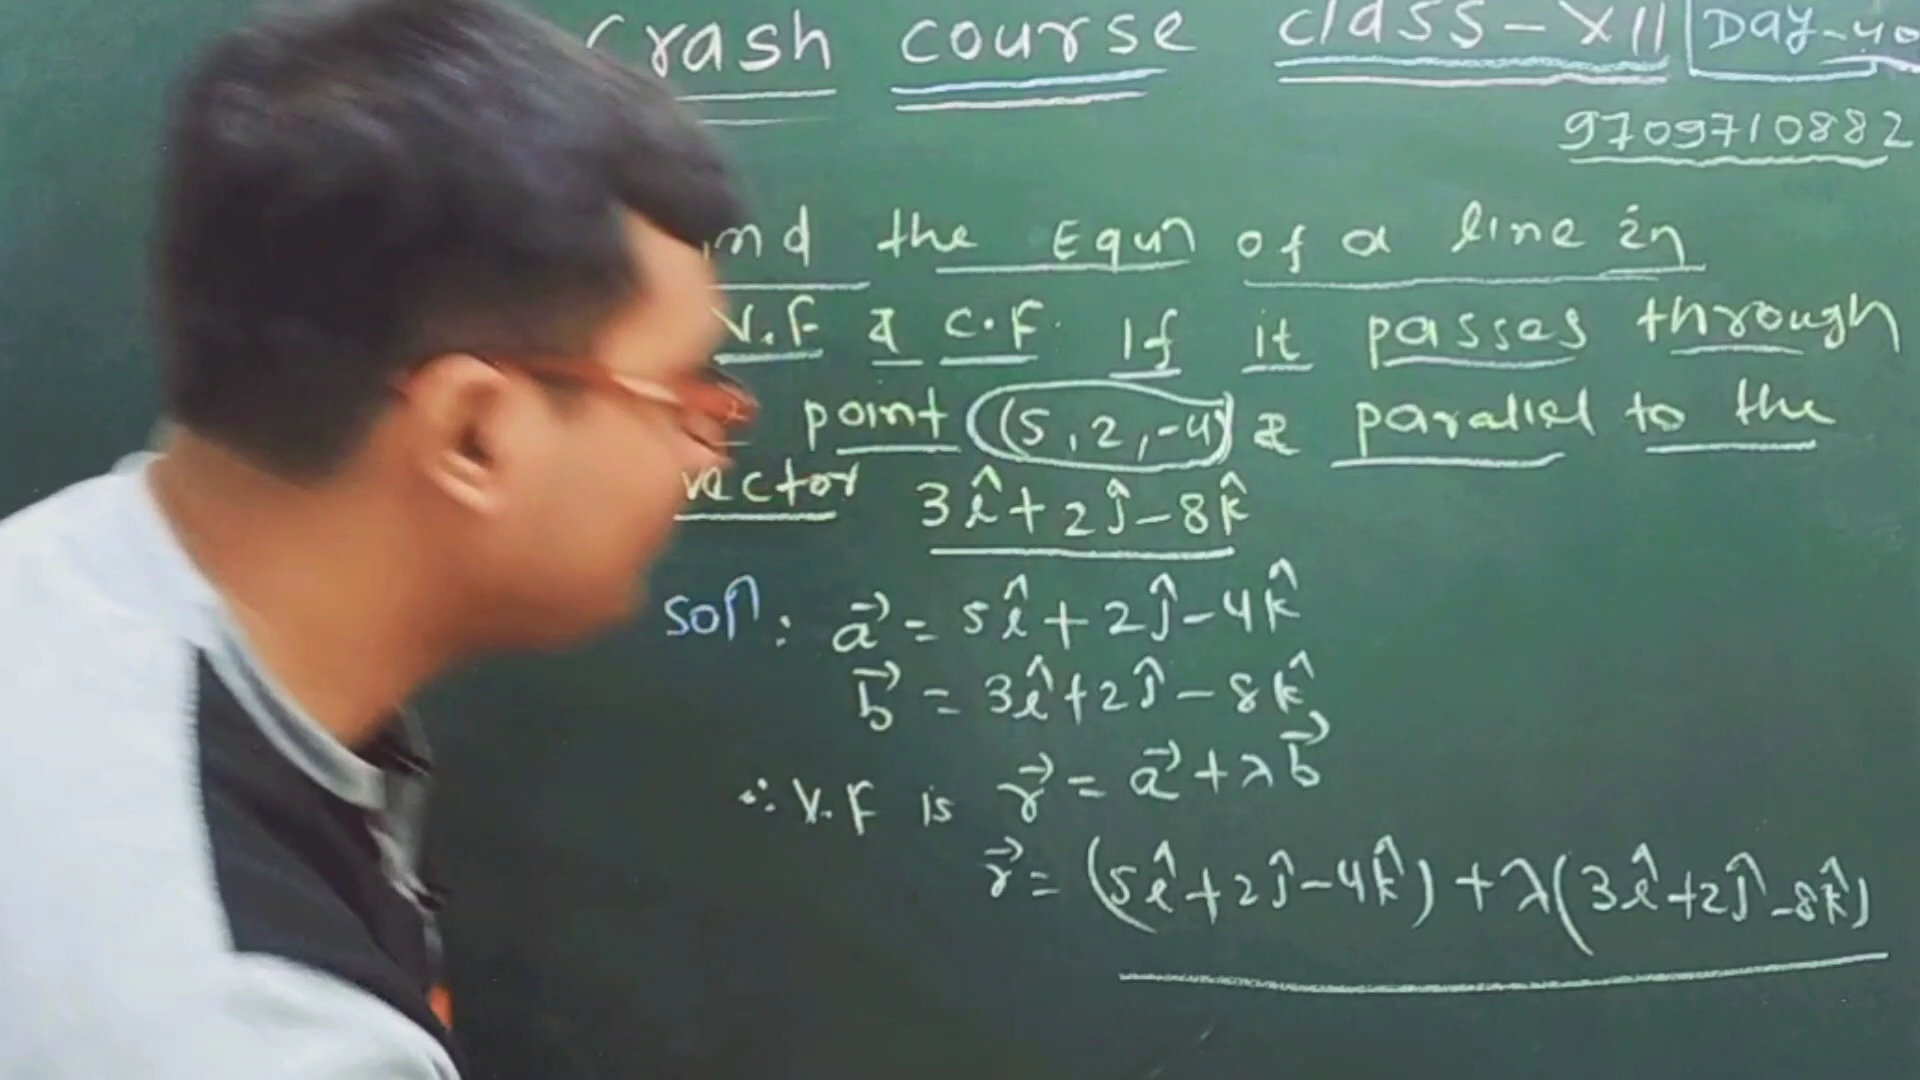 crash course class-XII Day-40
9709710882
ind the Equn of a line in
V.F & C.F. If it passes through
point (5,2,-4) & parallel to the
vector 3î+2ĵ-8k̂
Soln: a⃗ = 5î+2ĵ-4k̂
b⃗ = 3î+2ĵ-8k̂
∴ V.F is r⃗ = a⃗+λb⃗
r⃗ = (5î+2ĵ-4k̂)+λ(3î+2ĵ-8k̂)